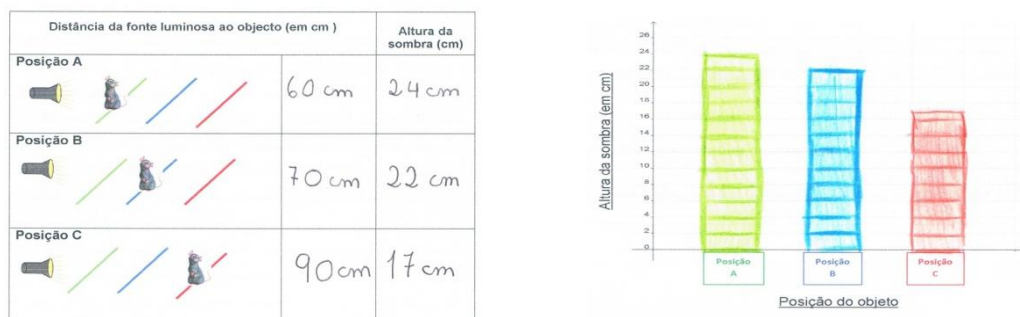 Distância da fonte luminosa ao objecto (em cm )
Altura da
sombra (cm)
Posição A
60 cm
24 cm
Posição B
70 cm
22 cm
Posição C
90 cm
17 cm
Altura da sombra (em cm)
26
24
22
20
18
16
14
12
10
8
6
4
2
0
Posição
A
Posição
B
Posição
C
Posição do objeto